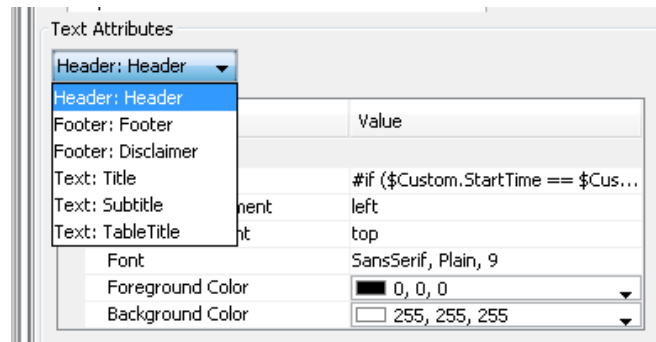 Text Attributes
Header: Header
Header: Header
Footer: Footer
Footer: Disclaimer
Text: Title
Text: Subtitle
Text: TableTitle
Value
#if ($Custom.StartTime == $Cus...
ment left
nt top
Font SansSerif, Plain, 9
Foreground Color 0, 0, 0
Background Color 255, 255, 255